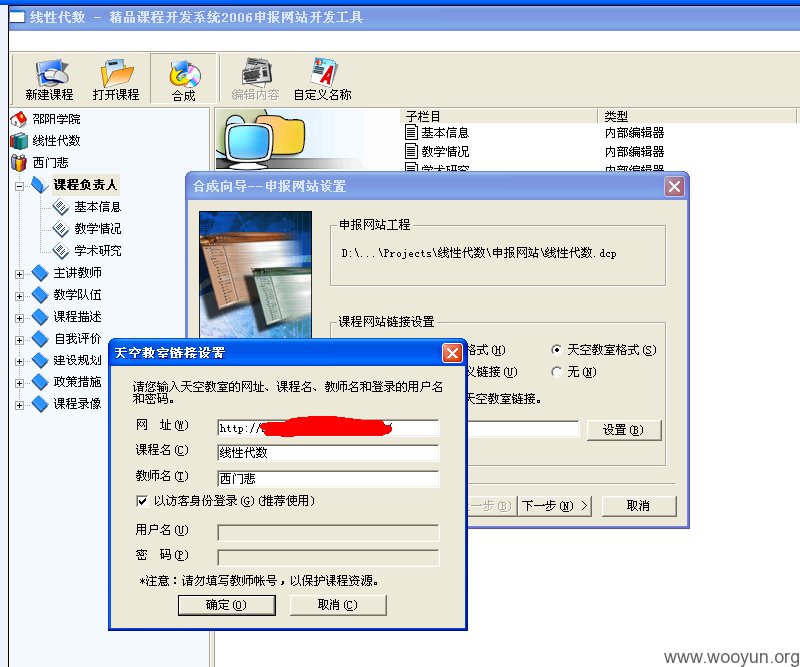 线性代数 - 精品课程开发系统2006申报网站开发工具
新建课程 打开课程 合成 编辑内容 自定义名称
邵阳学院
线性代数
西门悲
课程负责人
基本信息
教学情况
学术研究
主讲教师
教学队伍
课程描述
自我评价
建设规划
政策措施
课程录像
子栏目 类型
基本信息 内部编辑器
教学情况 内部编辑器
学术研究 内部编辑器
合成向导--申报网站设置
申报网站工程
D:\...\Projects\线性代数\申报网站\线性代数.dcp
课程网站链接设置
格式(H) 天空教室格式(S)
义链接(U) 无(N)
天空教室链接。
设置(B)
一步(B) 下一步(N) > 取消
天空教室链接设置
请您输入天空教室的网址、课程名、教师名和登录的用户名
和密码。
网 址(W) http://
课程名(C) 线性代数
教师名(T) 西门悲
以访客身份登录(G)(推荐使用)
用户名(U)
密 码(P)
*注意：请勿填写教师帐号，以保护课程资源。
确定(O) 取消(C)
www.wooyun.org